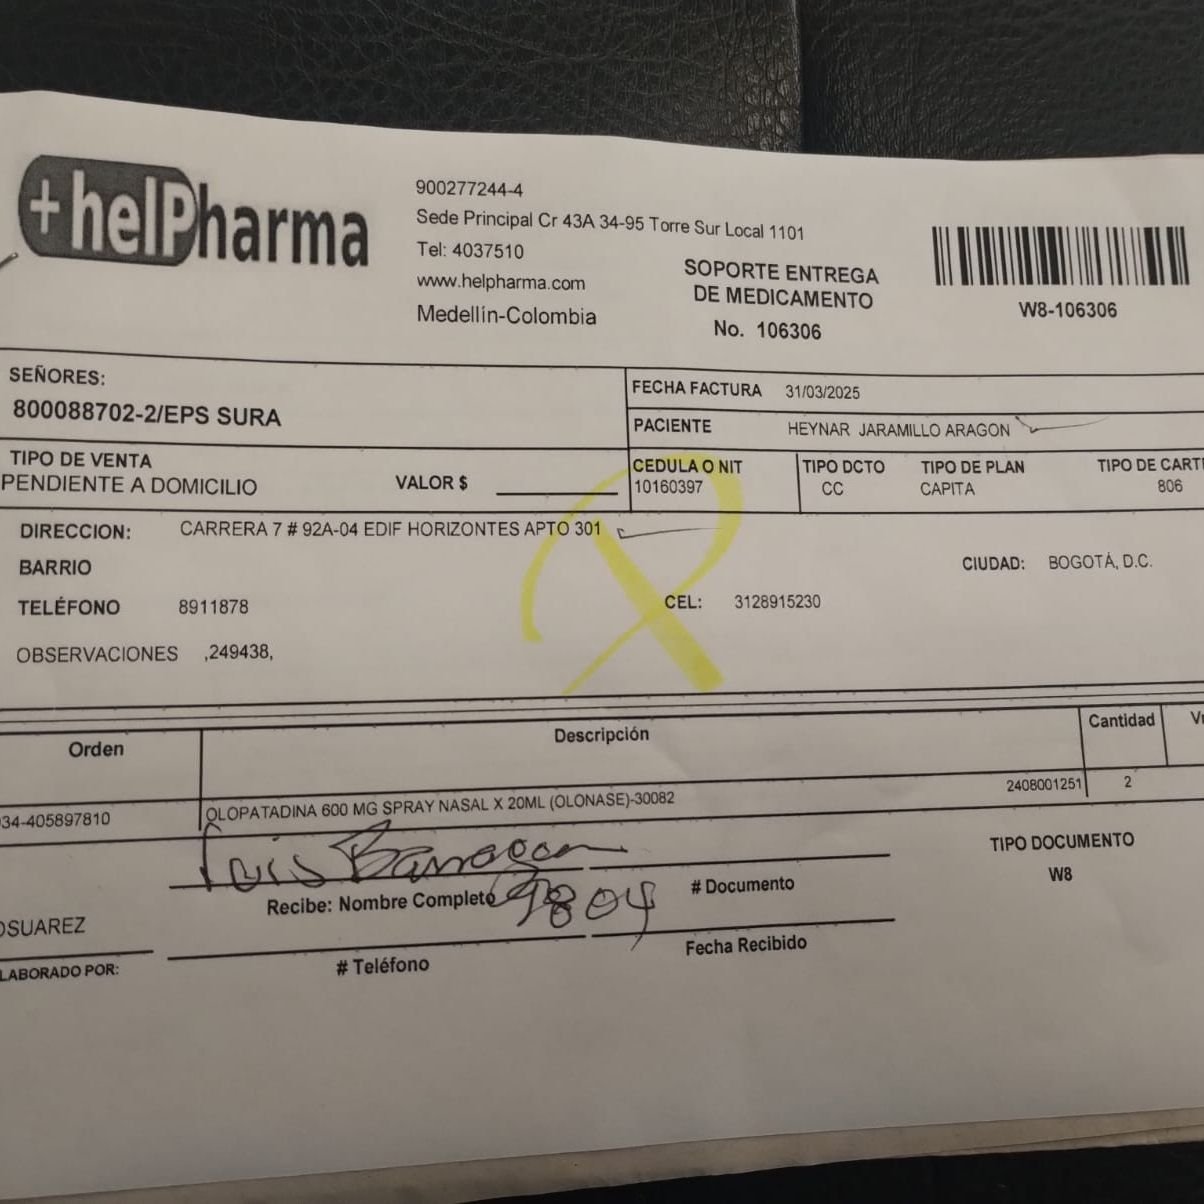 +helPharma
900277244-4
Sede Principal Cr 43A 34-95 Torre Sur Local 1101
Tel: 4037510
www.helpharma.com
Medellín-Colombia
SOPORTE ENTREGA
DE MEDICAMENTO
No. 106306
W8-106306
SEÑORES:
800088702-2/EPS SURA
FECHA FACTURA 31/03/2025
PACIENTE HEYNAR JARAMILLO ARAGON
TIPO DE VENTA
PENDIENTE A DOMICILIO
VALOR $
CEDULA O NIT
10160397
TIPO DCTO
CC
TIPO DE PLAN
CAPITA
TIPO DE CARTE
806
DIRECCION: CARRERA 7 # 92A-04 EDIF HORIZONTES APTO 301
BARRIO
CIUDAD: BOGOTÁ, D.C.
TELÉFONO 8911878
CEL: 3128915230
OBSERVACIONES ,249438,
Orden Descripción Cantidad
34-405897810 OLOPATADINA 600 MG SPRAY NASAL X 20ML (OLONASE)-30082 2408001251 2
Luis Barragan
Recibe: Nombre Completo
9804
# Documento
TIPO DOCUMENTO
W8
OSUAREZ
LABORADO POR:
# Teléfono
Fecha Recibido